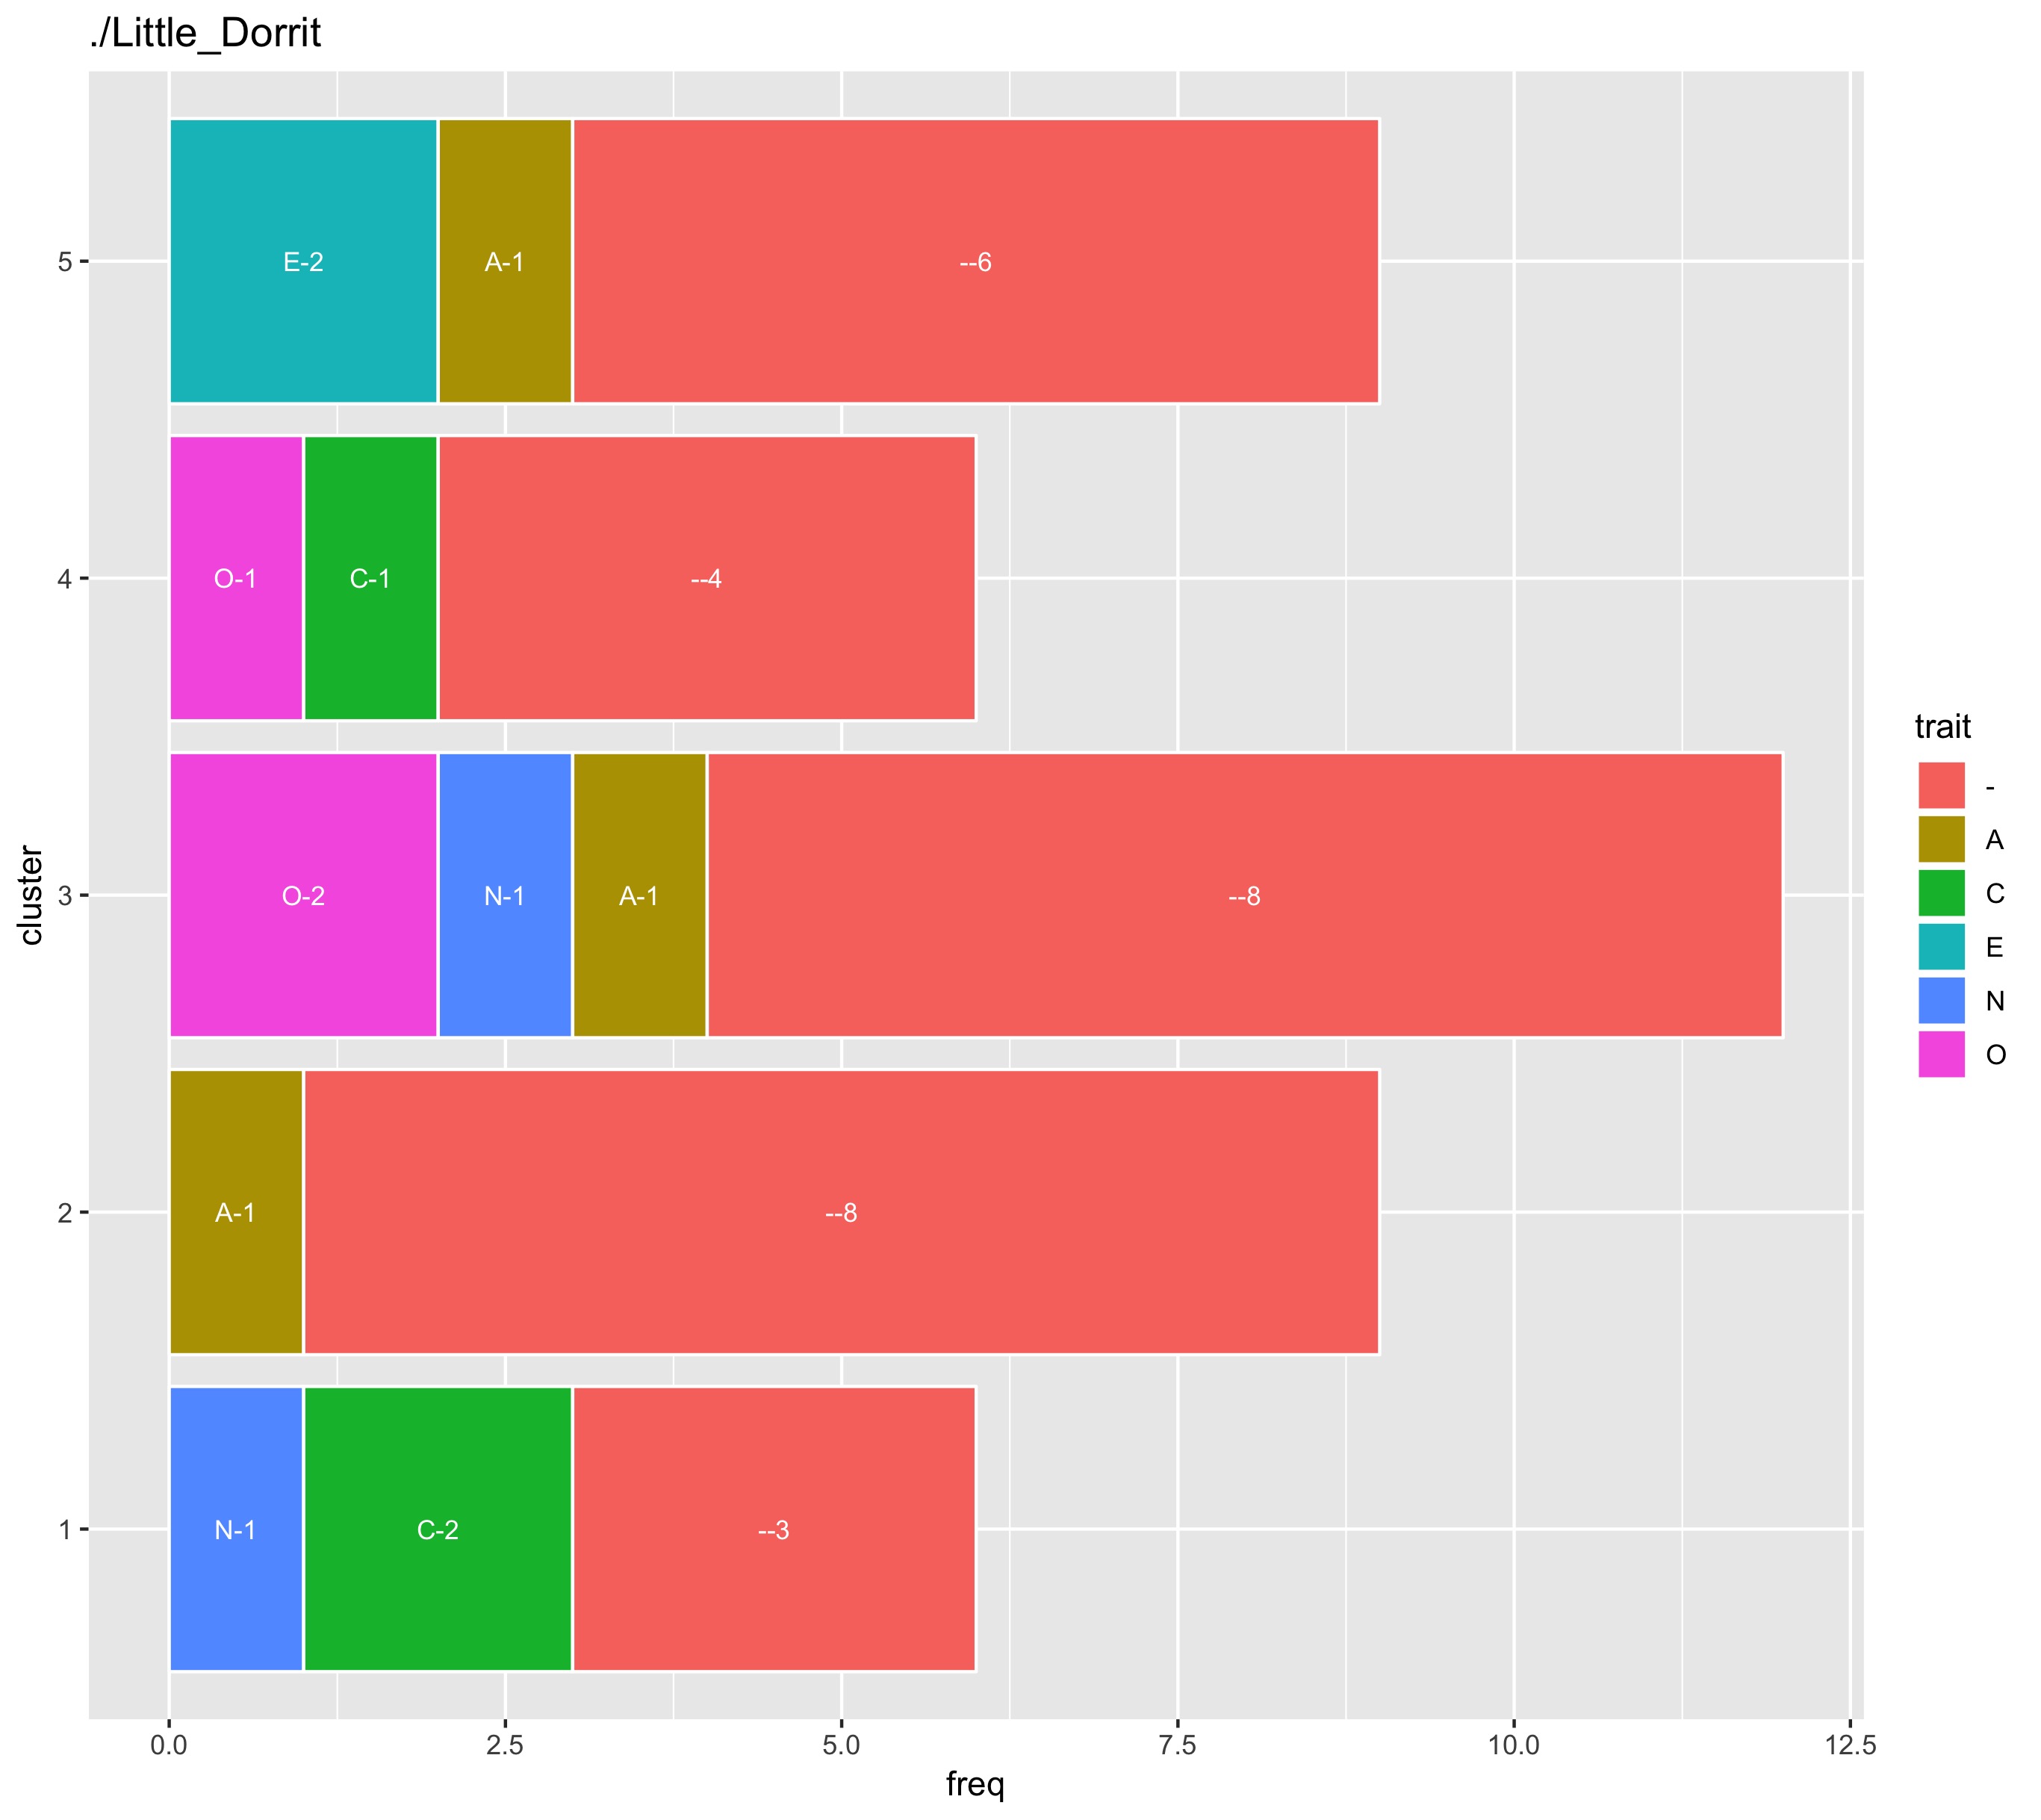 ./Little_Dorrit
cluster
5
E-2 A-1 --6
4
O-1 C-1 --4
3
O-2 N-1 A-1 --8
2
A-1 --8
1
N-1 C-2 --3
0.0 2.5 5.0 7.5 10.0 12.5
freq
trait
-
A
C
E
N
O